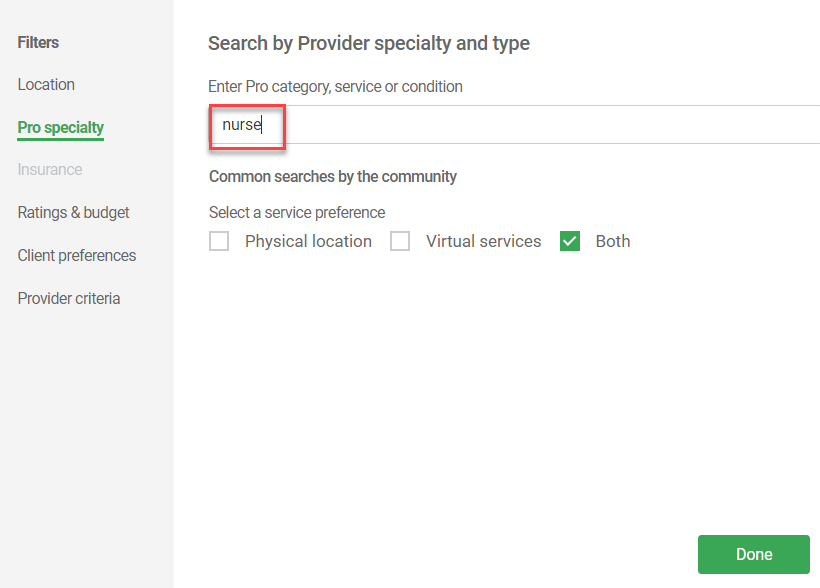 Filters
Location
Pro specialty
Insurance
Ratings & budget
Client preferences
Provider criteria
Search by Provider specialty and type
Enter Pro category, service or condition
nurse
Common searches by the community
Select a service preference
Physical location Virtual services Both
Done